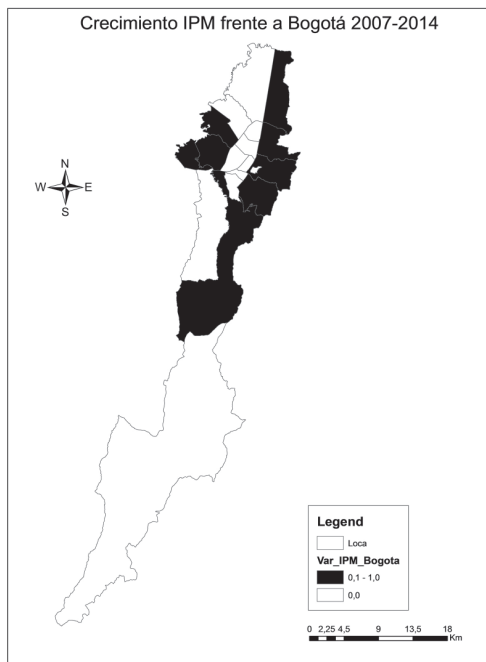 Crecimiento IPM frente a Bogotá 2007-2014
N
W E
S
Legend
Loca
Var_IPM_Bogota
0,1 - 1,0
0,0
0 2,25 4,5 9 13,5 18
Km